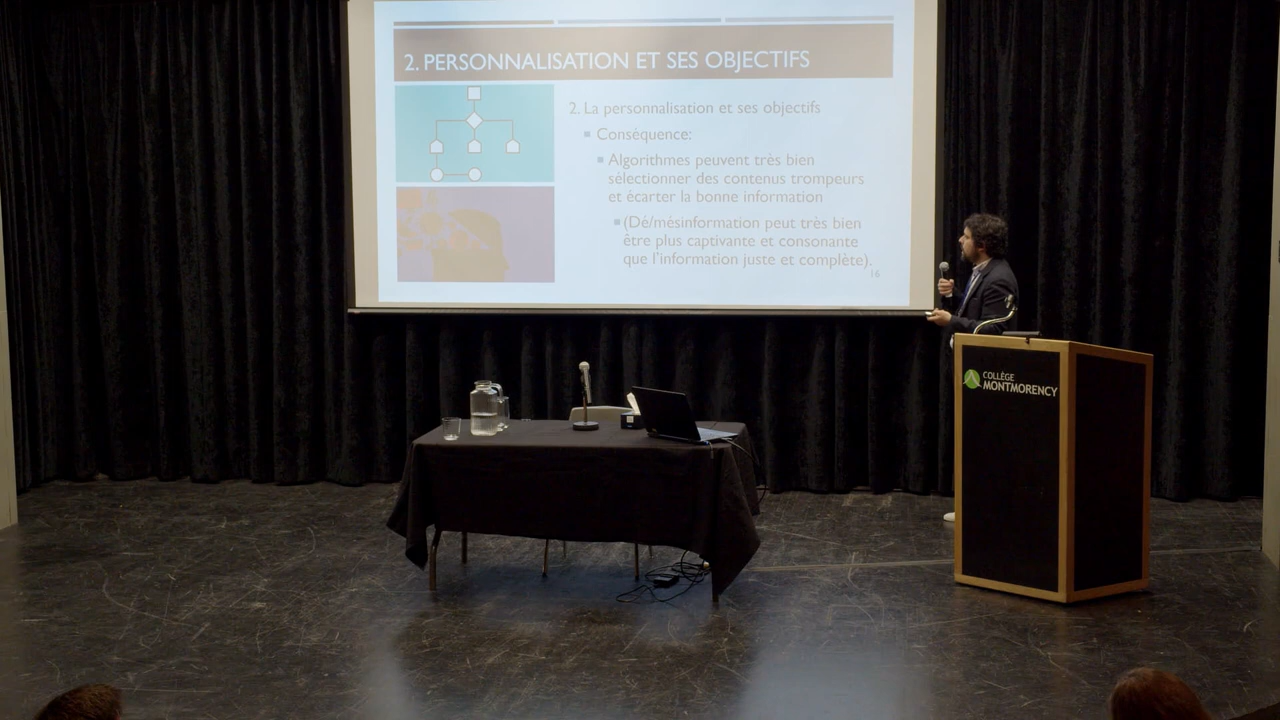 2. PERSONNALISATION ET SES OBJECTIFS
2. La personnalisation et ses objectifs
Conséquence:
Algorithmes peuvent très bien
sélectionner des contenus trompeurs
et écarter la bonne information
(Dé/mésinformation peut très bien
être plus captivante et consonante
que l'information juste et complète).
16
COLLÈGE
MONTMORENCY